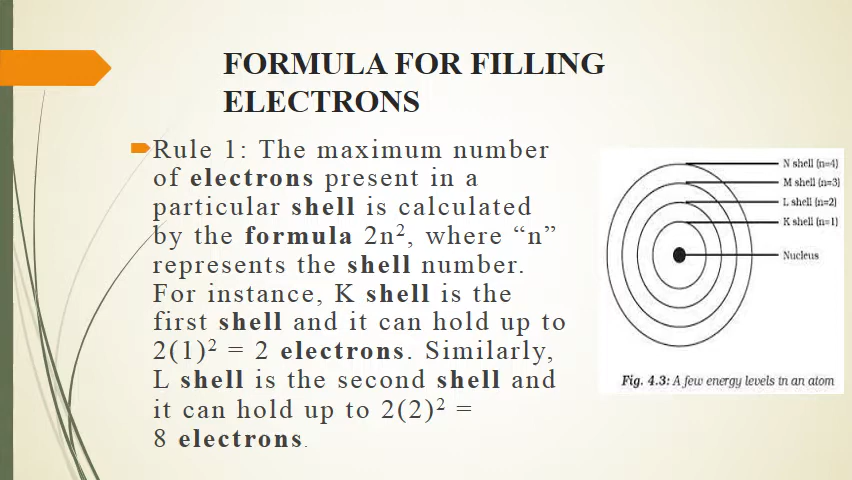 FORMULA FOR FILLING
ELECTRONS
Rule 1: The maximum number
of electrons present in a
particular shell is calculated
by the formula 2n², where “n”
represents the shell number.
For instance, K shell is the
first shell and it can hold up to
2(1)² = 2 electrons. Similarly,
L shell is the second shell and
it can hold up to 2(2)² =
8 electrons.
N shell (n=4)
M shell (n=3)
L shell (n=2)
K shell (n=1)
Nucleus
Fig. 4.3: A few energy levels in an atom